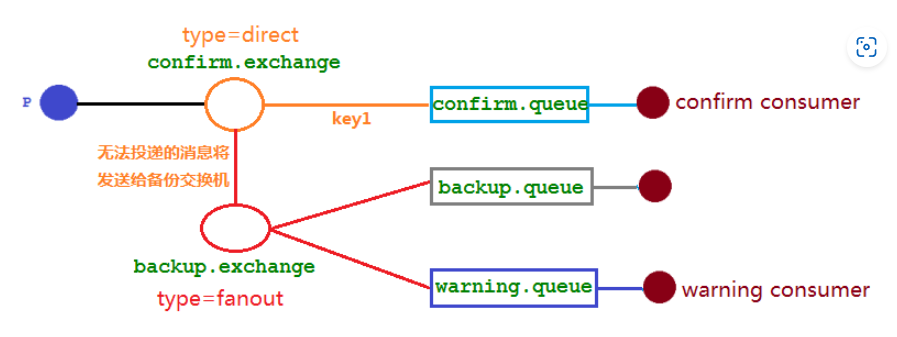 type=direct
confirm.exchange
P
key1
confirm.queue
confirm consumer
无法投递的消息将
发送给备份交换机
backup.queue
backup.exchange
type=fanout
warning.queue
warning consumer